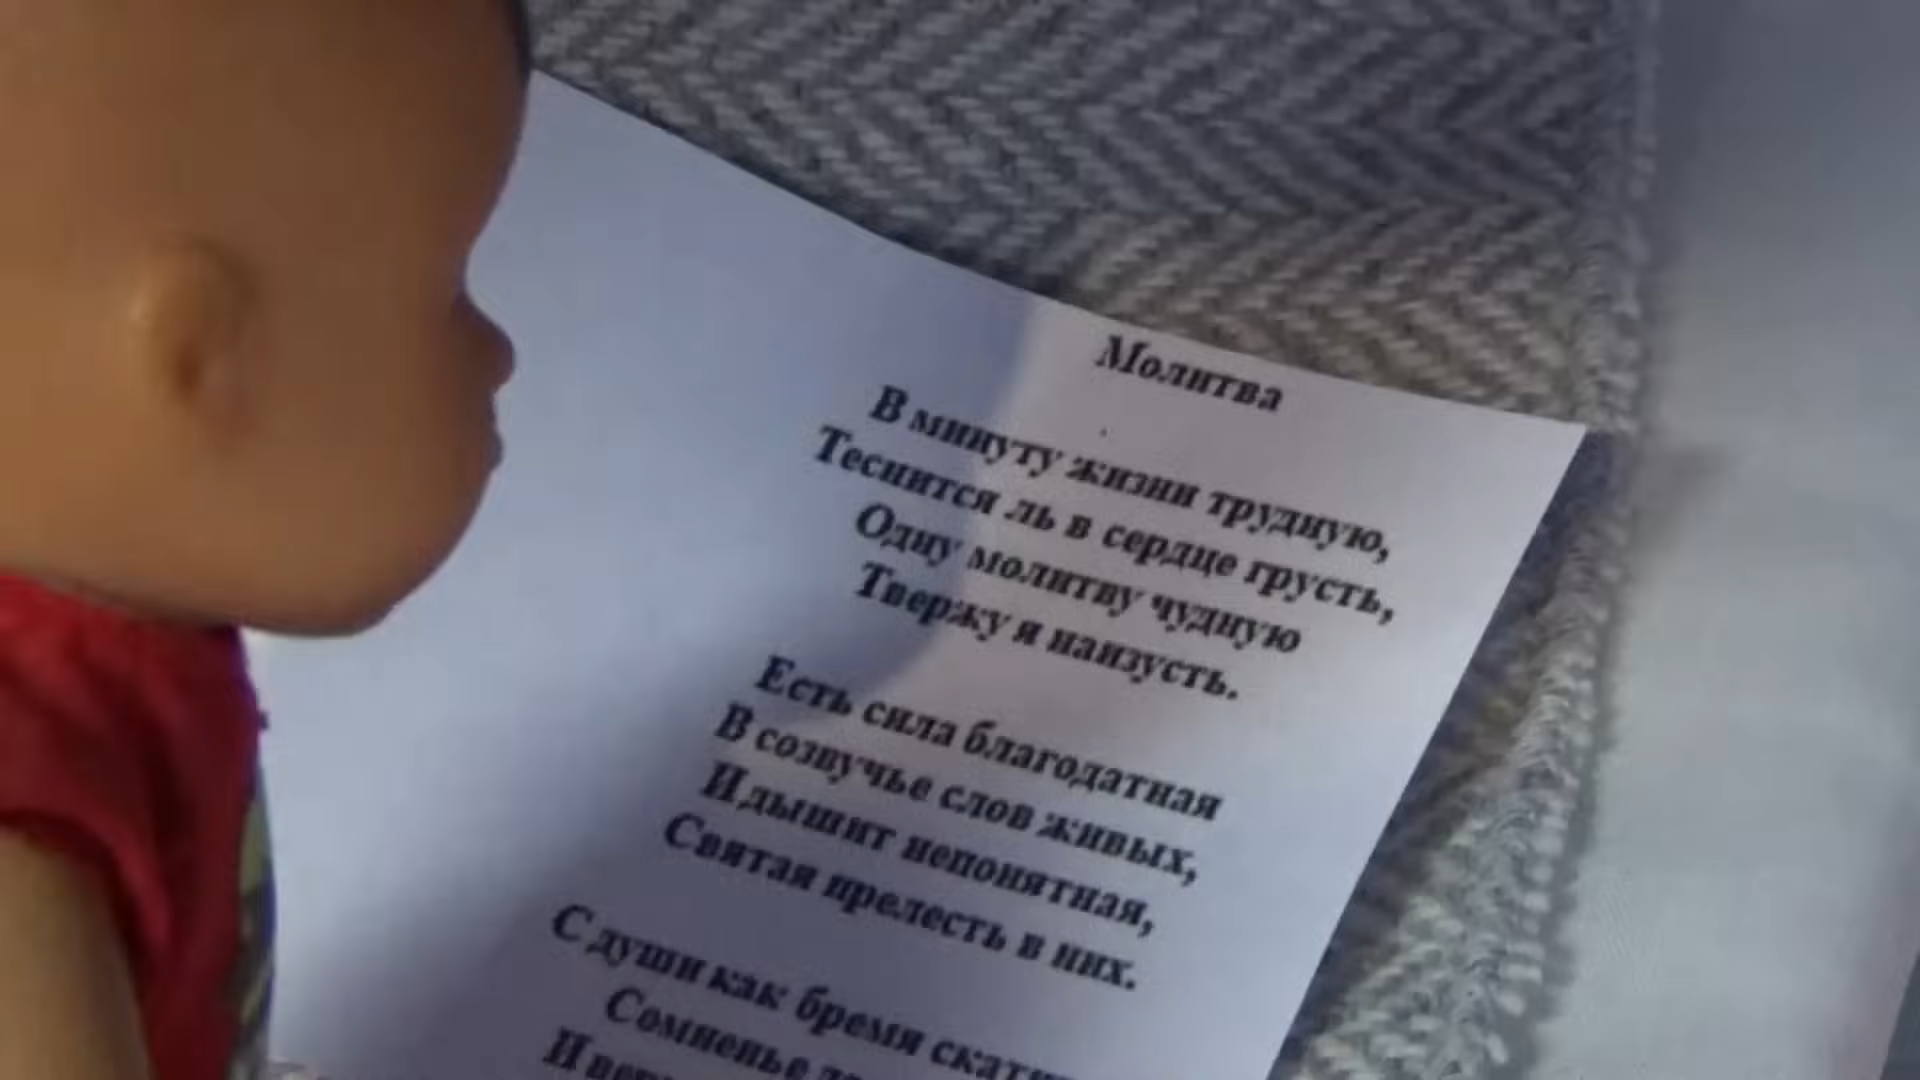 Молитва
В минуту жизни трудную,
Теснится ль в сердце грусть,
Одну молитву чудную
Твержу я наизусть.
Есть сила благодатная
В созвучье слов живых,
И дышит непонятная,
Святая прелесть в них.
С души как бремя
Сомненье
И